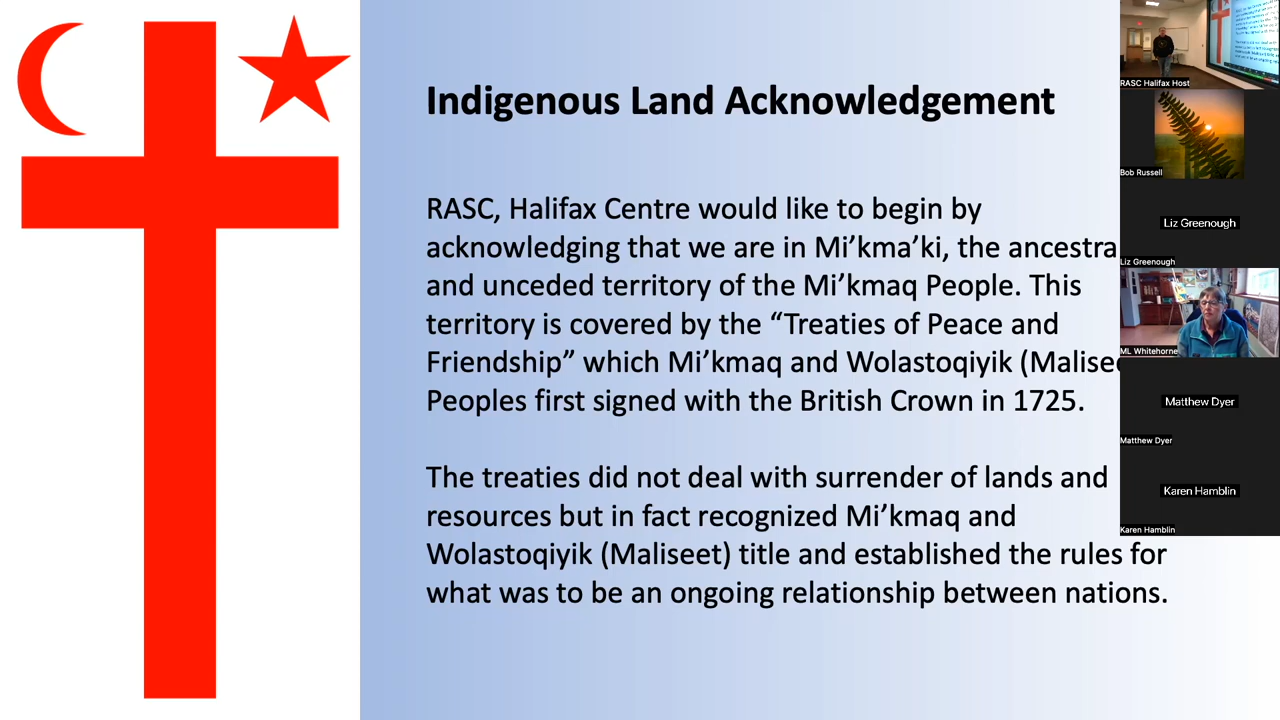 Indigenous Land Acknowledgement
RASC, Halifax Centre would like to begin by
acknowledging that we are in Mi’kma’ki, the ancestra
and unceded territory of the Mi’kmaq People. This
territory is covered by the “Treaties of Peace and
Friendship” which Mi’kmaq and Wolastoqiyik (Malisee
Peoples first signed with the British Crown in 1725.
The treaties did not deal with surrender of lands and
resources but in fact recognized Mi’kmaq and
Wolastoqiyik (Maliseet) title and established the rules for
what was to be an ongoing relationship between nations.
RASC Halifax Host
Bob Russell
Liz Greenough
Liz Greenough
ML Whitehorne
Matthew Dyer
Matthew Dyer
Karen Hamblin
Karen Hamblin